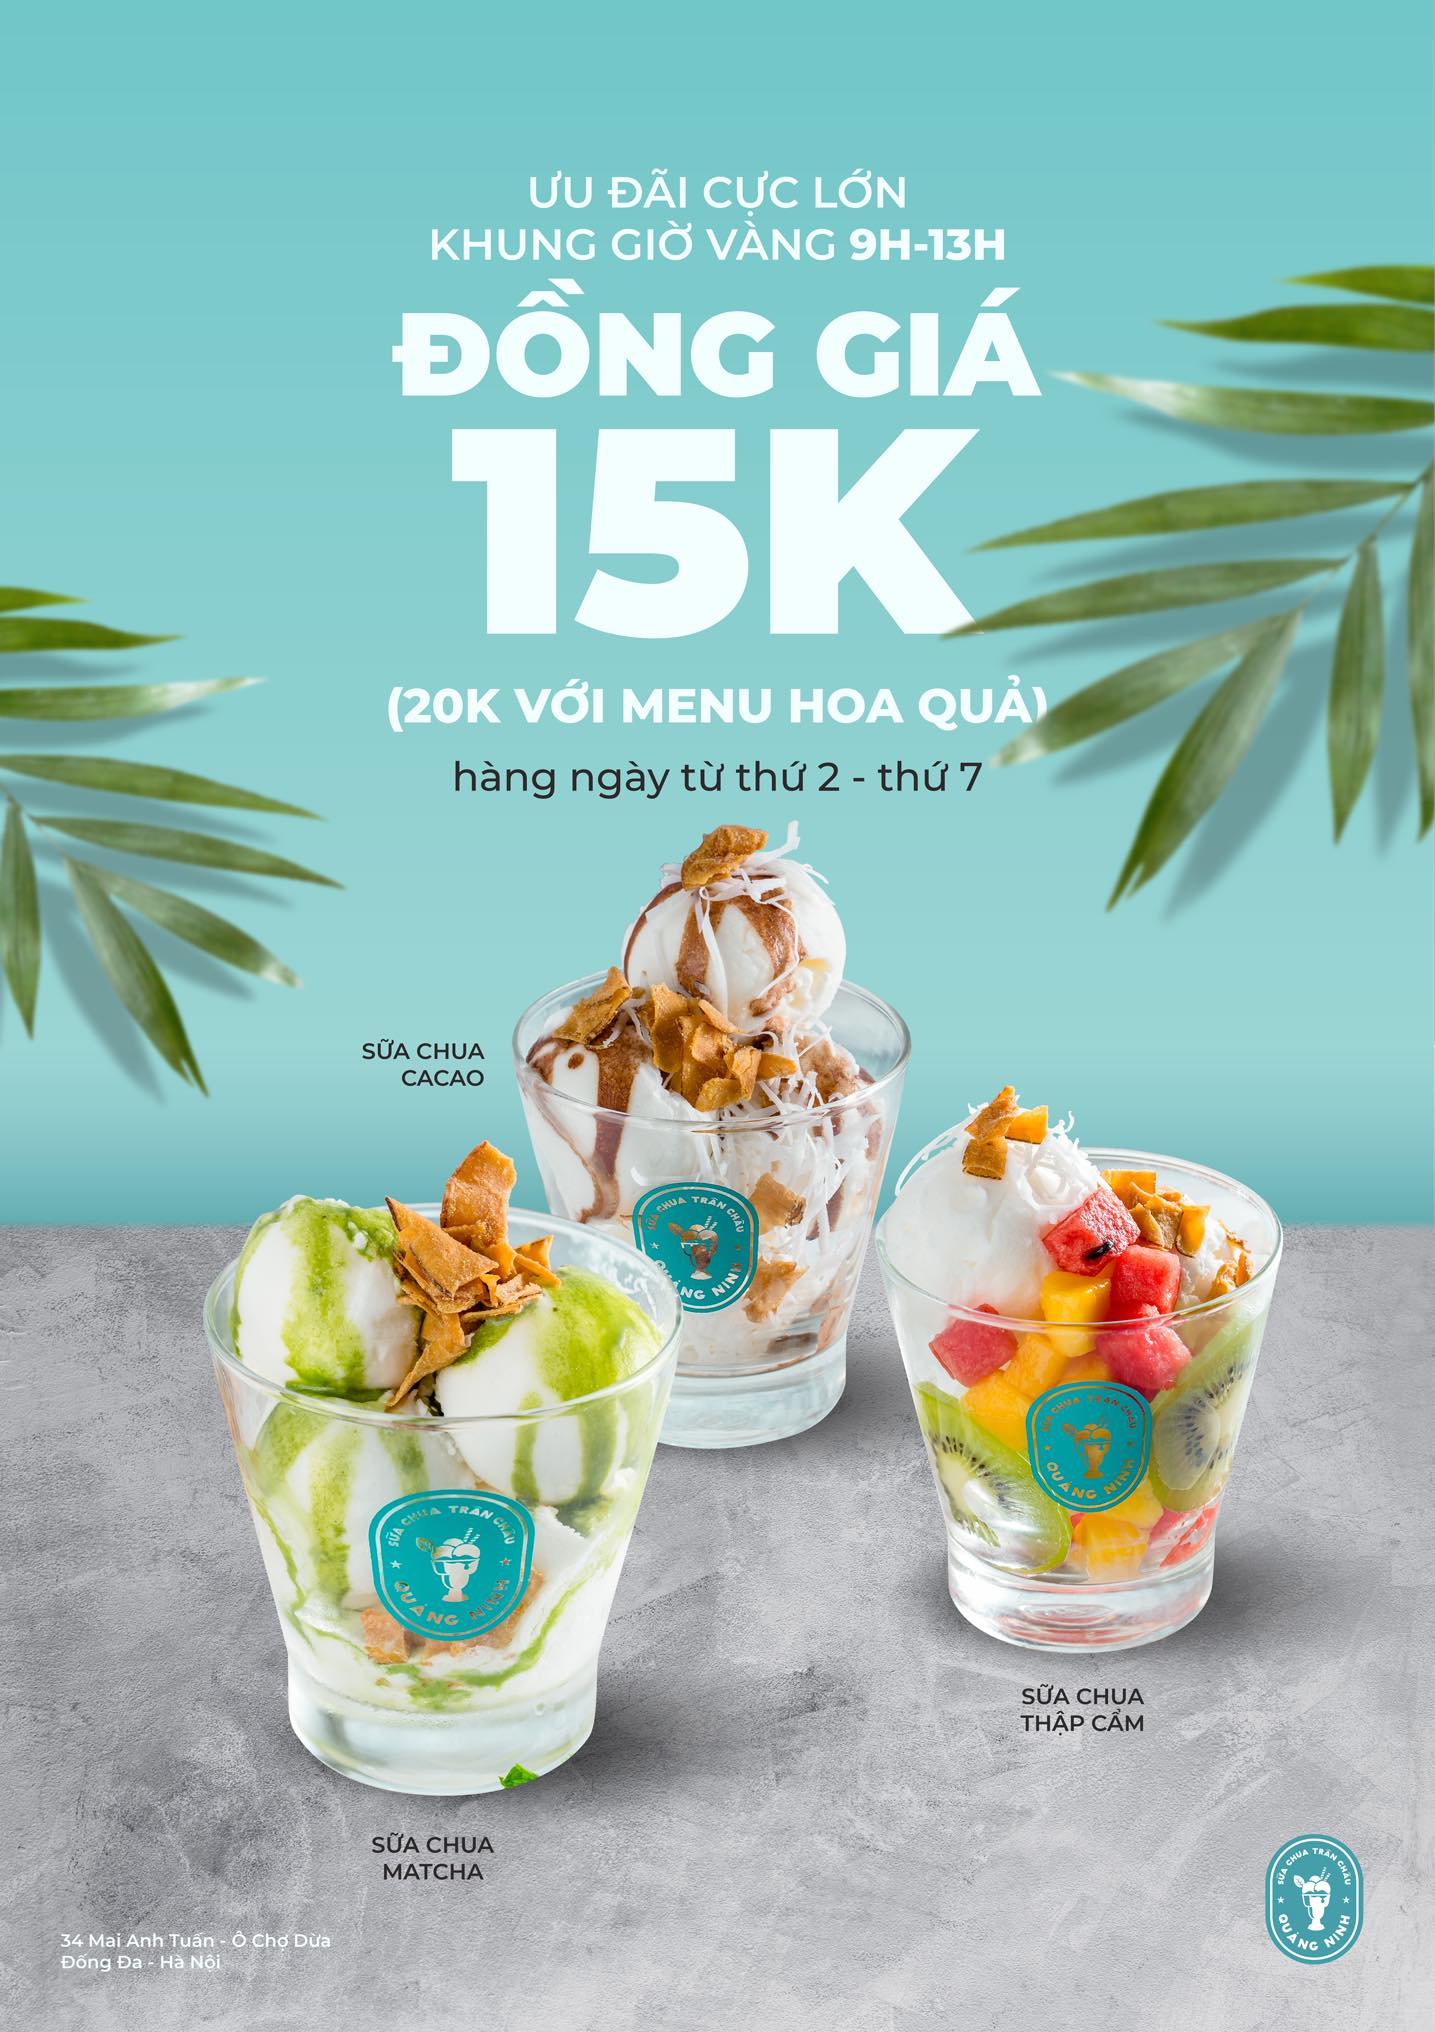 ƯU ĐÃI CỰC LỚN
KHUNG GIỜ VÀNG 9H-13H
ĐỒNG GIÁ
15K
(20K VỚI MENU HOA QUẢ)
hàng ngày từ thứ 2 - thứ 7
SỮA CHUA
CACAO
SỮA CHUA TRÂN CHÂU
QUẢNG NINH
SỮA CHUA TRÂN CHÂU
QUẢNG NINH
SỮA CHUA TRÂN CHÂU
QUẢNG NINH
SỮA CHUA
THẬP CẨM
SỮA CHUA
MATCHA
SỮA CHUA TRÂN CHÂU
QUẢNG NINH
34 Mai Anh Tuấn - Ô Chợ Dừa
Đống Đa - Hà Nội